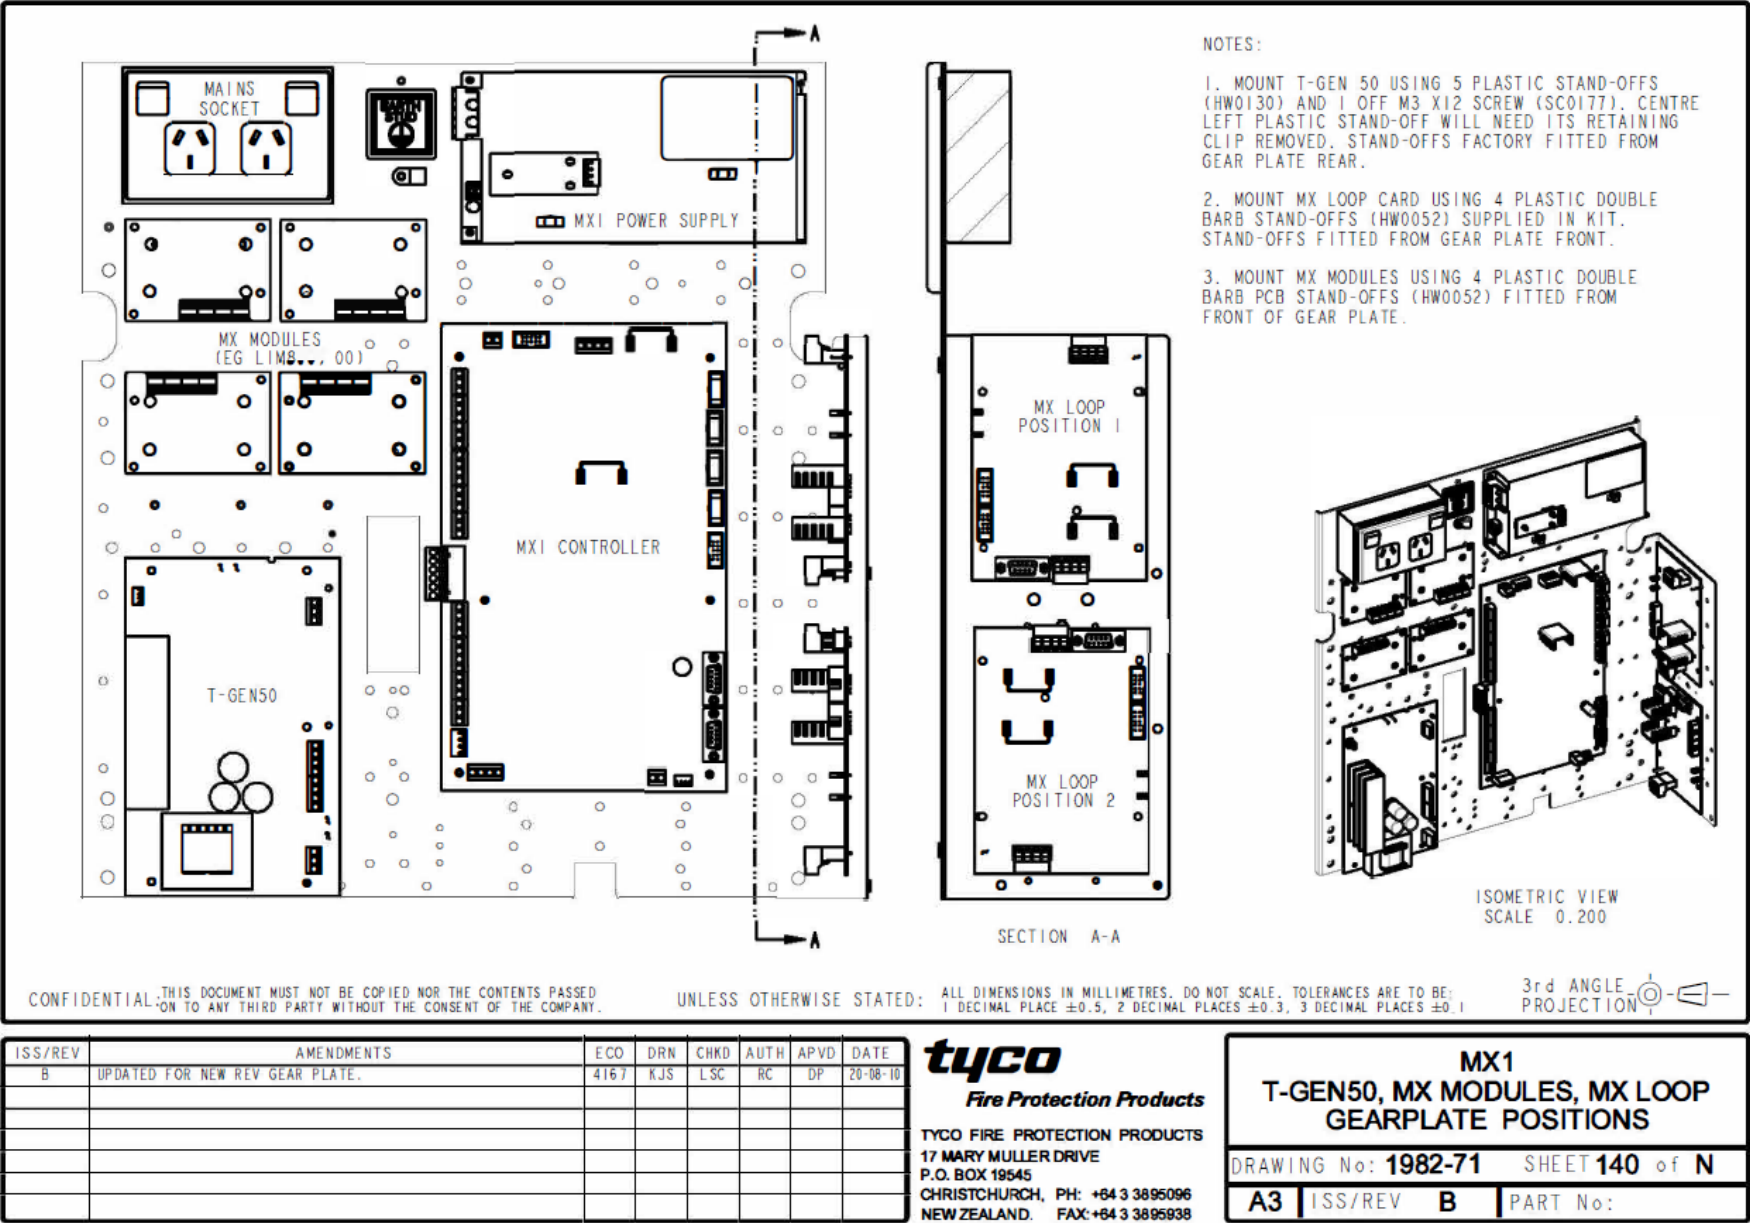 A
MAINS
SOCKET
EARTH
STUD
MX1 POWER SUPPLY
MX MODULES
(EG LIM8.., 00)
MX1 CONTROLLER
T-GEN50
A
MX LOOP
POSITION 1
MX LOOP
POSITION 2
SECTION A-A
NOTES:
1. MOUNT T-GEN 50 USING 5 PLASTIC STAND-OFFS
(HW0130) AND 1 OFF M3 X12 SCREW (SC0177). CENTRE
LEFT PLASTIC STAND-OFF WILL NEED ITS RETAINING
CLIP REMOVED. STAND-OFFS FACTORY FITTED FROM
GEAR PLATE REAR.
2. MOUNT MX LOOP CARD USING 4 PLASTIC DOUBLE
BARB STAND-OFFS (HW0052) SUPPLIED IN KIT.
STAND-OFFS FITTED FROM GEAR PLATE FRONT.
3. MOUNT MX MODULES USING 4 PLASTIC DOUBLE
BARB PCB STAND-OFFS (HW0052) FITTED FROM
FRONT OF GEAR PLATE.
ISOMETRIC VIEW
SCALE 0.200
CONFIDENTIAL: THIS DOCUMENT MUST NOT BE COPIED NOR THE CONTENTS PASSED
ON TO ANY THIRD PARTY WITHOUT THE CONSENT OF THE COMPANY.
UNLESS OTHERWISE STATED: ALL DIMENSIONS IN MILLIMETRES. DO NOT SCALE. TOLERANCES ARE TO BE:
1 DECIMAL PLACE ±0.5, 2 DECIMAL PLACES ±0.3, 3 DECIMAL PLACES ±0.1
3rd ANGLE
PROJECTION
ISS/REV AMENDMENTS ECO DRN CHKD AUTH APVD DATE
B UPDATED FOR NEW REV GEAR PLATE. 4167 KJS LSC RC DP 20-08-10
tyco
Fire Protection Products
TYCO FIRE PROTECTION PRODUCTS
17 MARY MULLER DRIVE
P.O. BOX 19545
CHRISTCHURCH, PH: +64 3 3895096
NEW ZEALAND. FAX: +64 3 3895938
MX1
T-GEN50, MX MODULES, MX LOOP
GEARPLATE POSITIONS
DRAWING No: 1982-71 SHEET 140 of N
A3 ISS/REV B PART No: